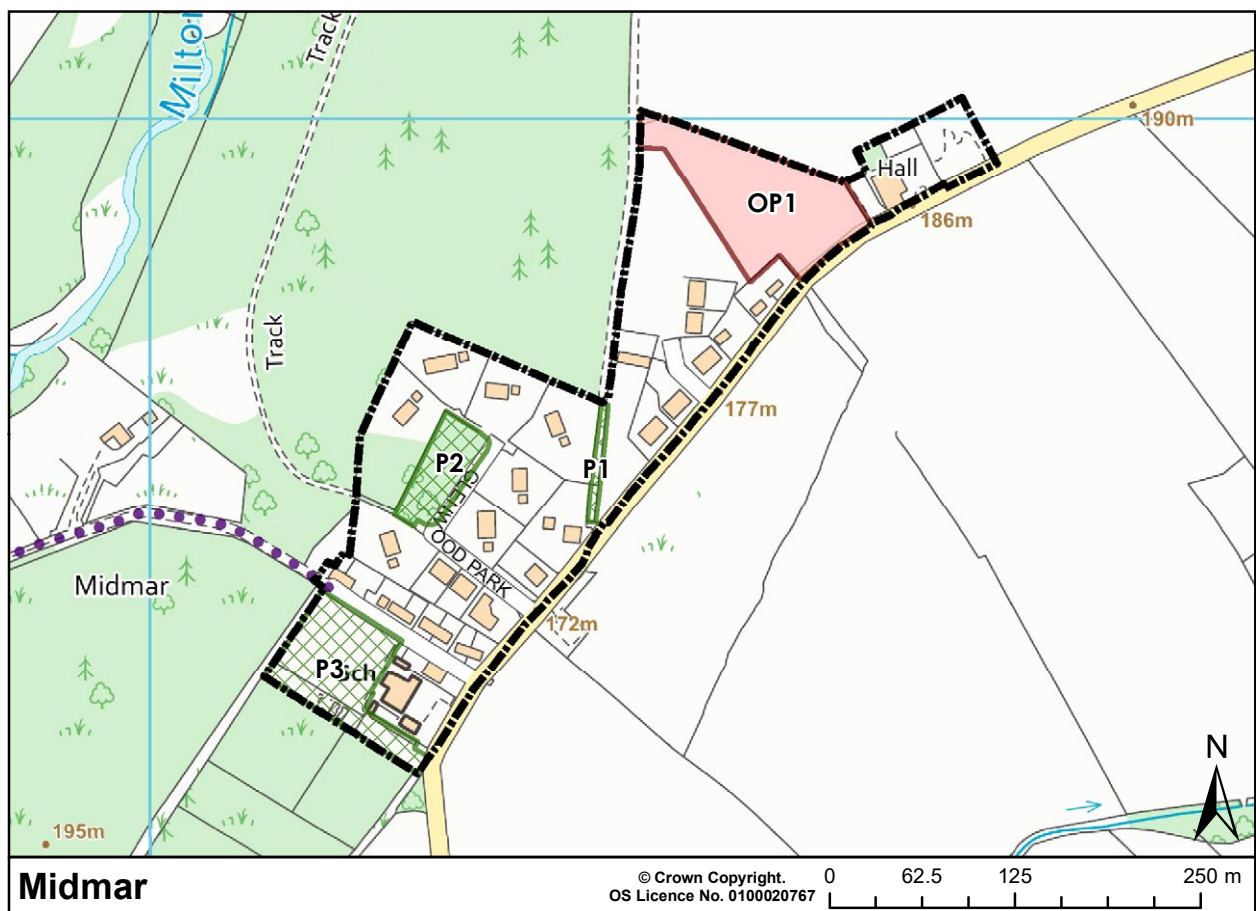 Milton
Track
Track
190m
Hall
186m
OP1
177m
P2
P1
OOD PARK
172m
Midmar
P3
Sch
195m
N
Midmar
© Crown Copyright.
OS Licence No. 0100020767
0 62.5 125 250 m